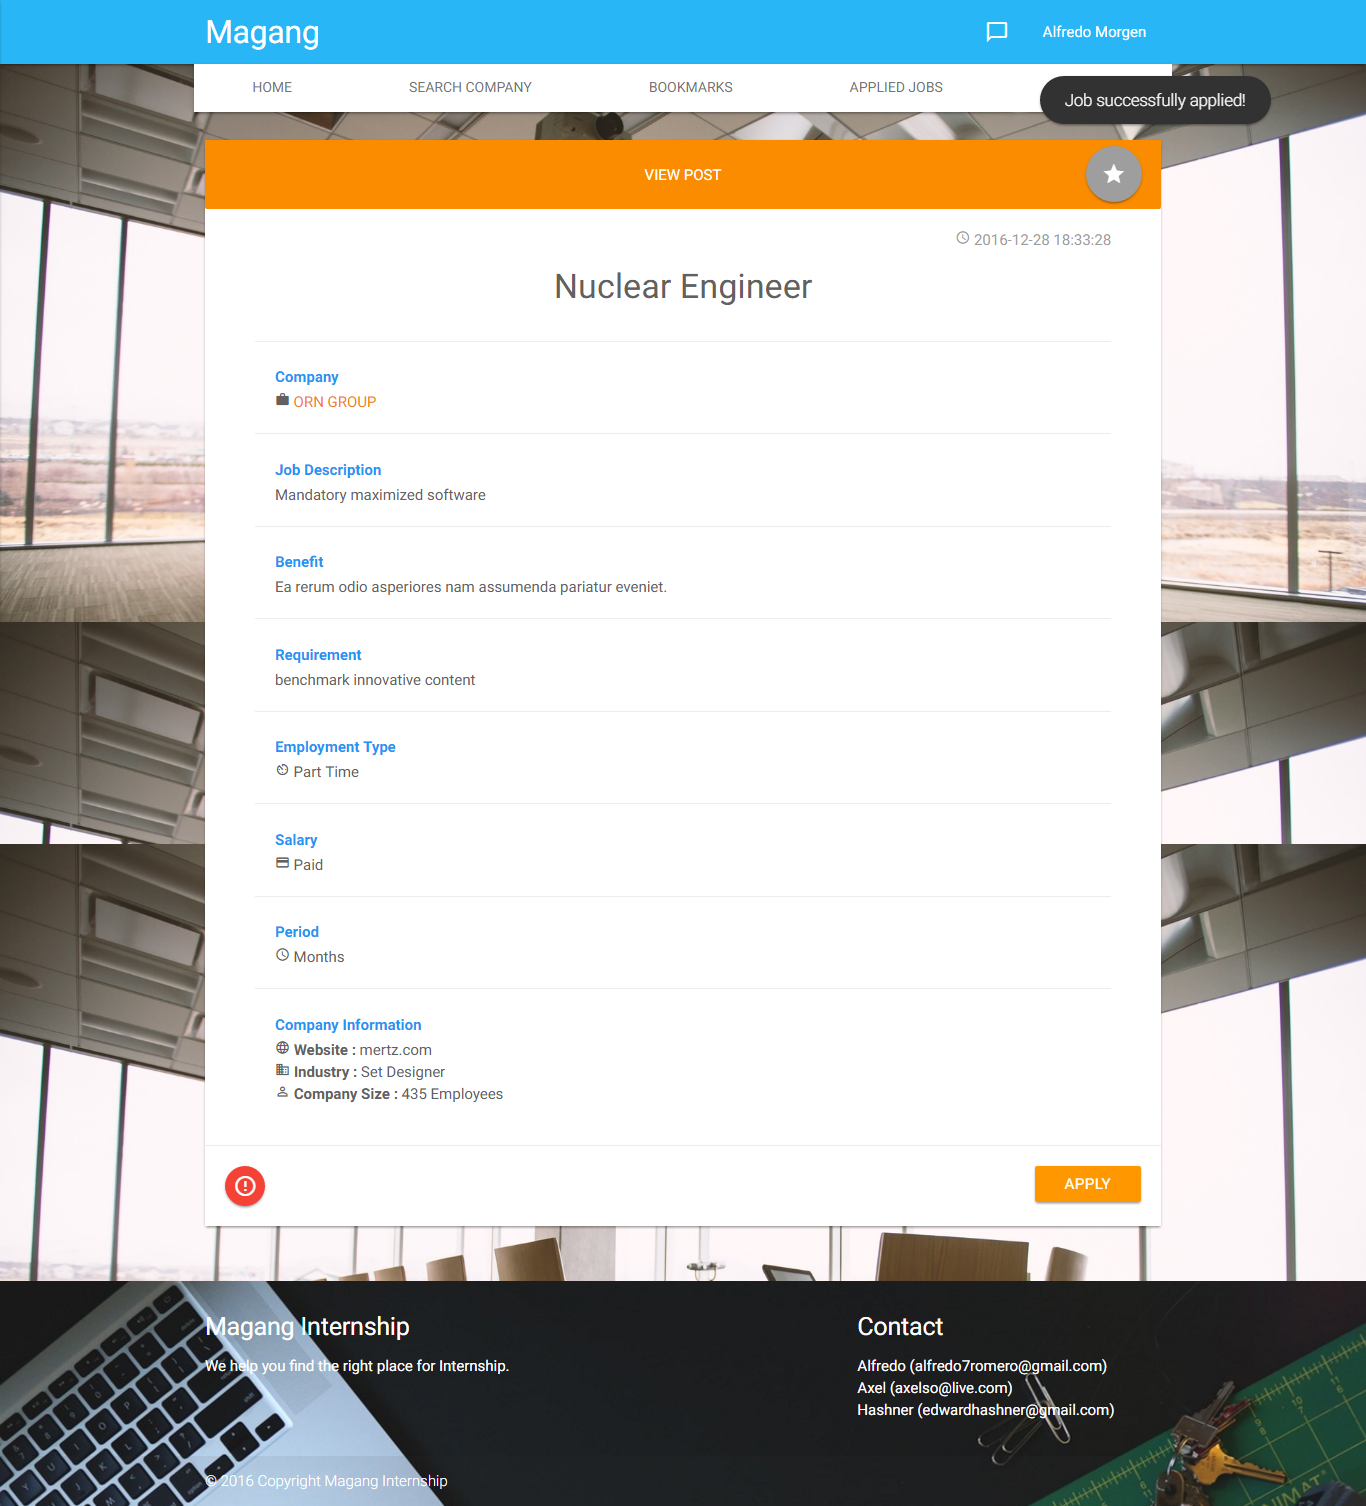 Magang
Alfredo Morgen
HOME
SEARCH COMPANY
BOOKMARKS
APPLIED JOBS
Job successfully applied!
VIEW POST
2016-12-28 18:33:28
Nuclear Engineer
Company
ORN GROUP
Job Description
Mandatory maximized software
Benefit
Ea rerum odio asperiores nam assumenda pariatur eveniet.
Requirement
benchmark innovative content
Employment Type
Part Time
Salary
Paid
Period
Months
Company Information
Website : mertz.com
Industry : Set Designer
Company Size : 435 Employees
APPLY
Magang Internship
We help you find the right place for Internship.
Contact
Alfredo (alfredo7romero@gmail.com)
Axel (axelso@live.com)
Hashner (edwardhashner@gmail.com)
© 2016 Copyright Magang Internship